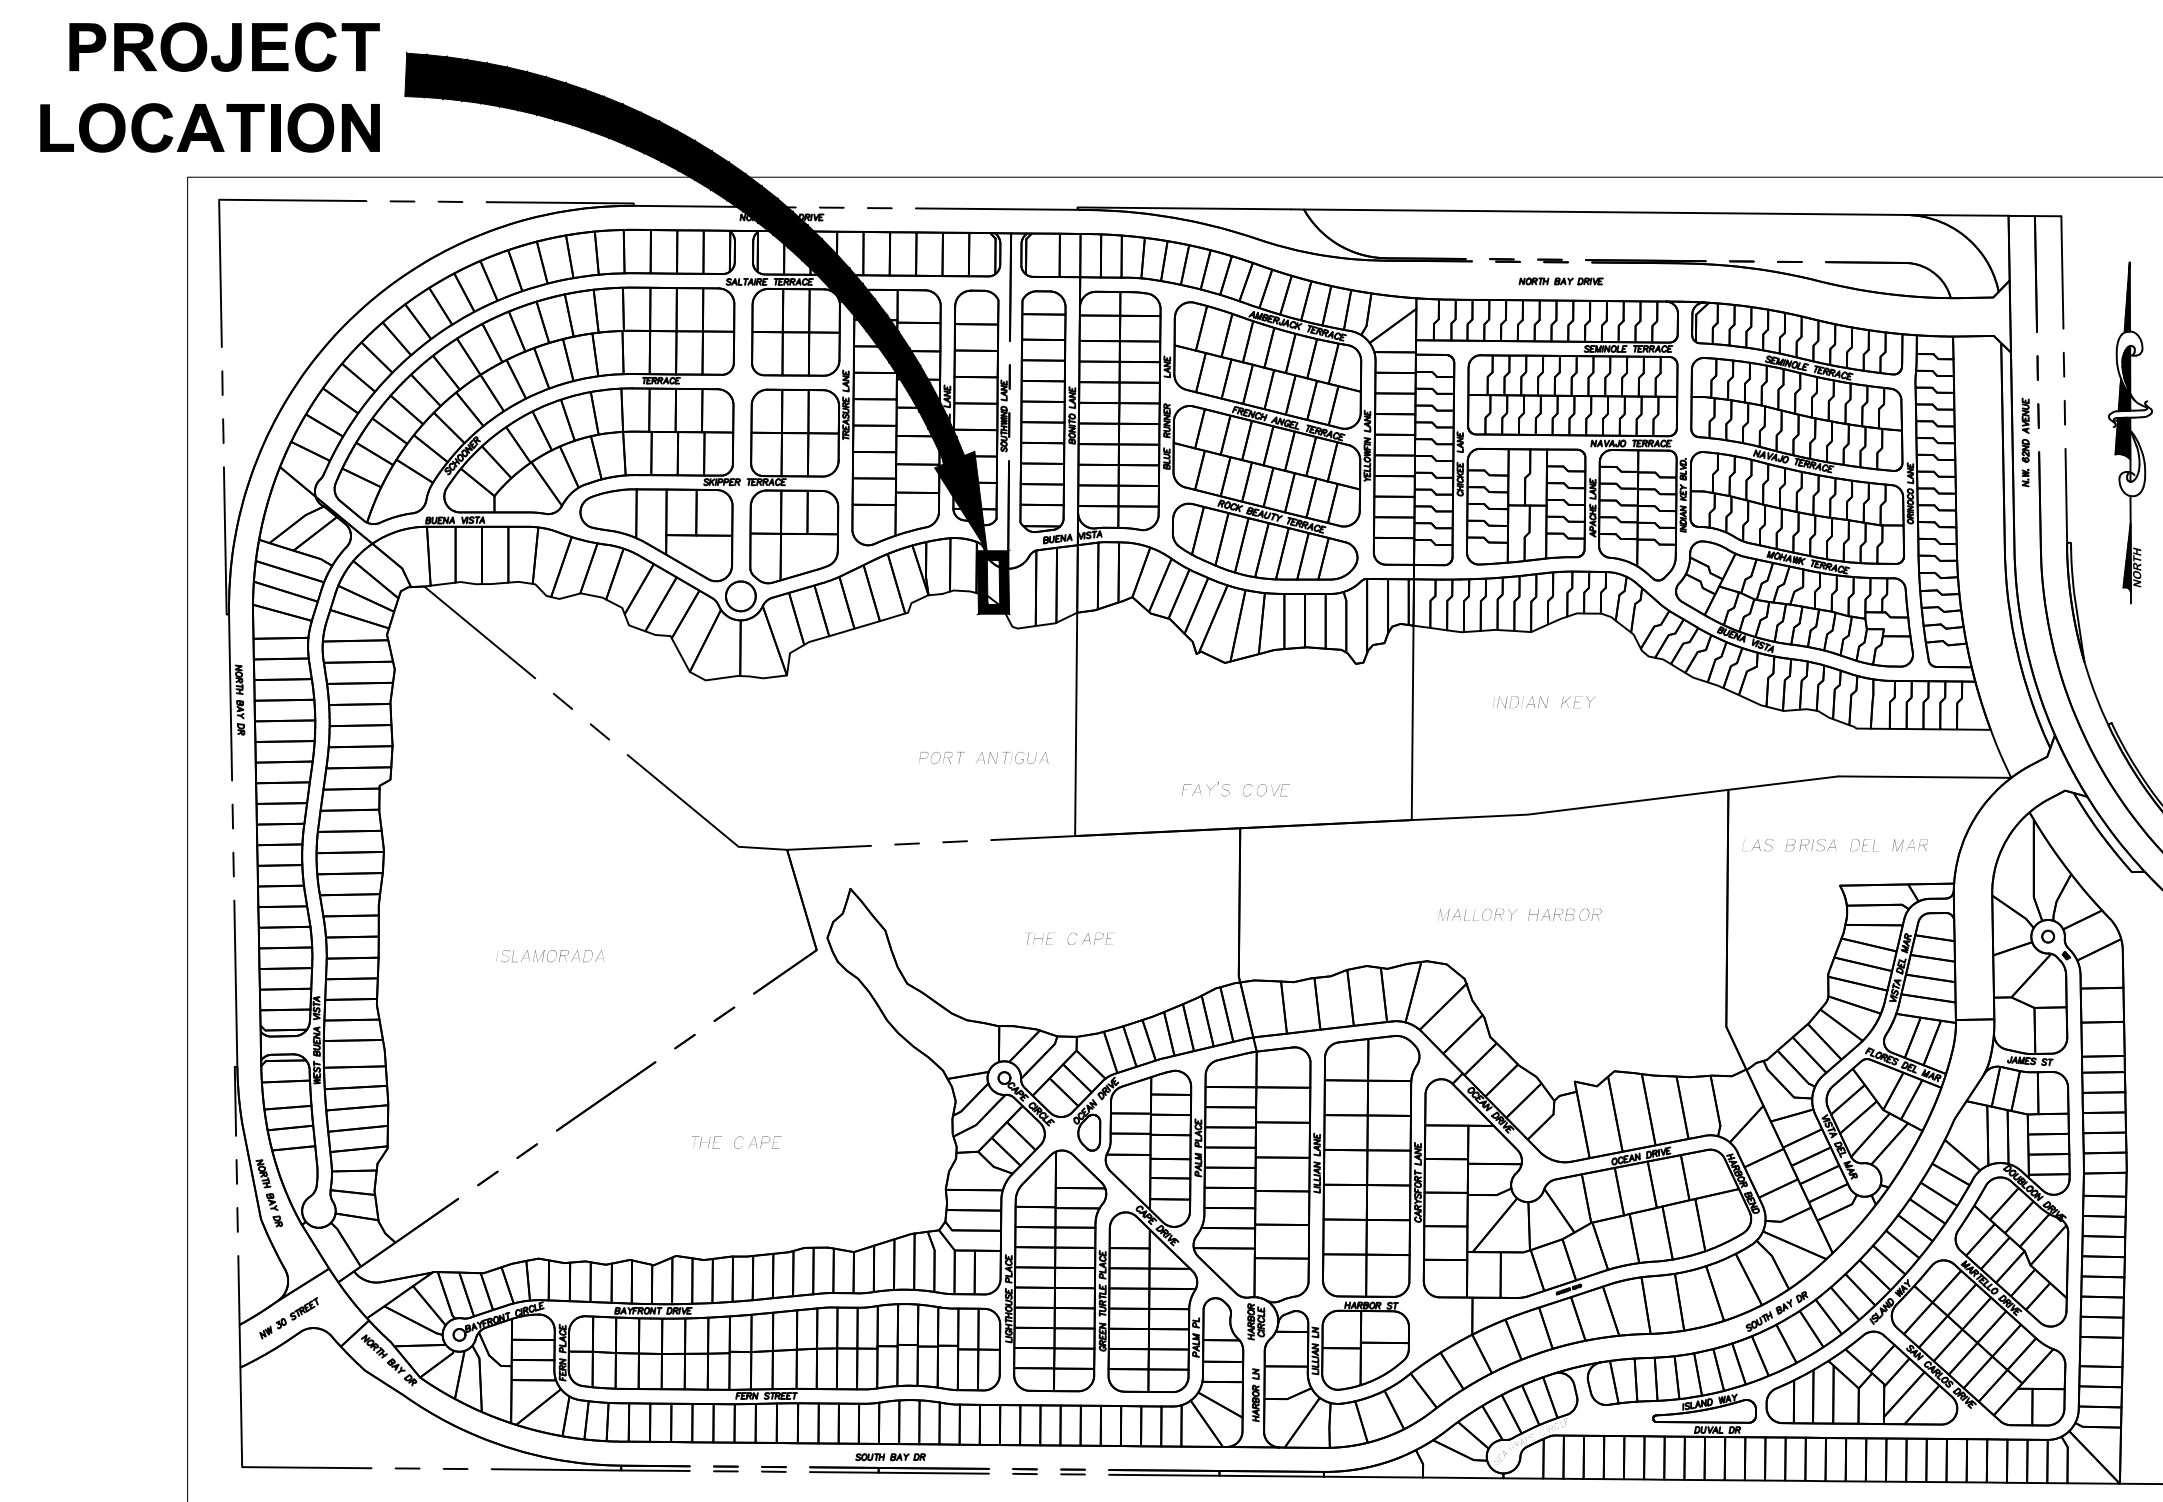 PROJECT
LOCATION
DRIVE
SALTAIRE TERRACE
NORTH BAY DRIVE
AMBERJACK TERRACE
SEMINOLE TERRACE
SEMINOLE TERRACE
TERRACE
TREASURE LANE
LANE
SOUTHWIND LANE
BONITO LANE
BLUE RUNNER LANE
FRENCH ANGEL TERRACE
YELLOWFIN LANE
CHICKEE LANE
NAVAJO TERRACE
NAVAJO TERRACE
N.W. 62ND AVENUE
SCHOONER
SKIPPER TERRACE
BUENA VISTA
ROCK BEAUTY TERRACE
APACHE LANE
INDIAN KEY BLVD.
ORINOCO LANE
BUENA VISTA
MOHAWK TERRACE
NORTH
BUENA VISTA
NORTH BAY DR
INDIAN KEY
PORT ANTIGUA
FAY'S COVE
LAS BRISA DEL MAR
MALLORY HARBOR
THE CAPE
ISLAMORADA
VISTA DEL MAR
WEST BUENA VISTA
FLORES DEL MAR
JAMES ST
CAPE CIRCLE
OCEAN DRIVE
OCEAN DRIVE
THE CAPE
PALM PLACE
LILLIAN LANE
CARYSFORT LANE
OCEAN DRIVE
HARBOR BEND
VISTA DEL MAR
DOUBLOON DRIVE
NORTH BAY DR
CAPE DRIVE
LIGHTHOUSE PLACE
GREEN TURTLE PLACE
MARTELLO DRIVE
NW 30 STREET
BAYFRONT CIRCLE
BAYFRONT DRIVE
HARBOR
CIRCLE
HARBOR ST
SOUTH BAY DR
ISLAND WAY
NORTH BAY DR
FERN PLACE
PALM PL
LILLIAN LN
SAN CARLOS DRIVE
FERN STREET
HARBOR LN
ISLAND WAY
DUVAL DR
SOUTH BAY DR